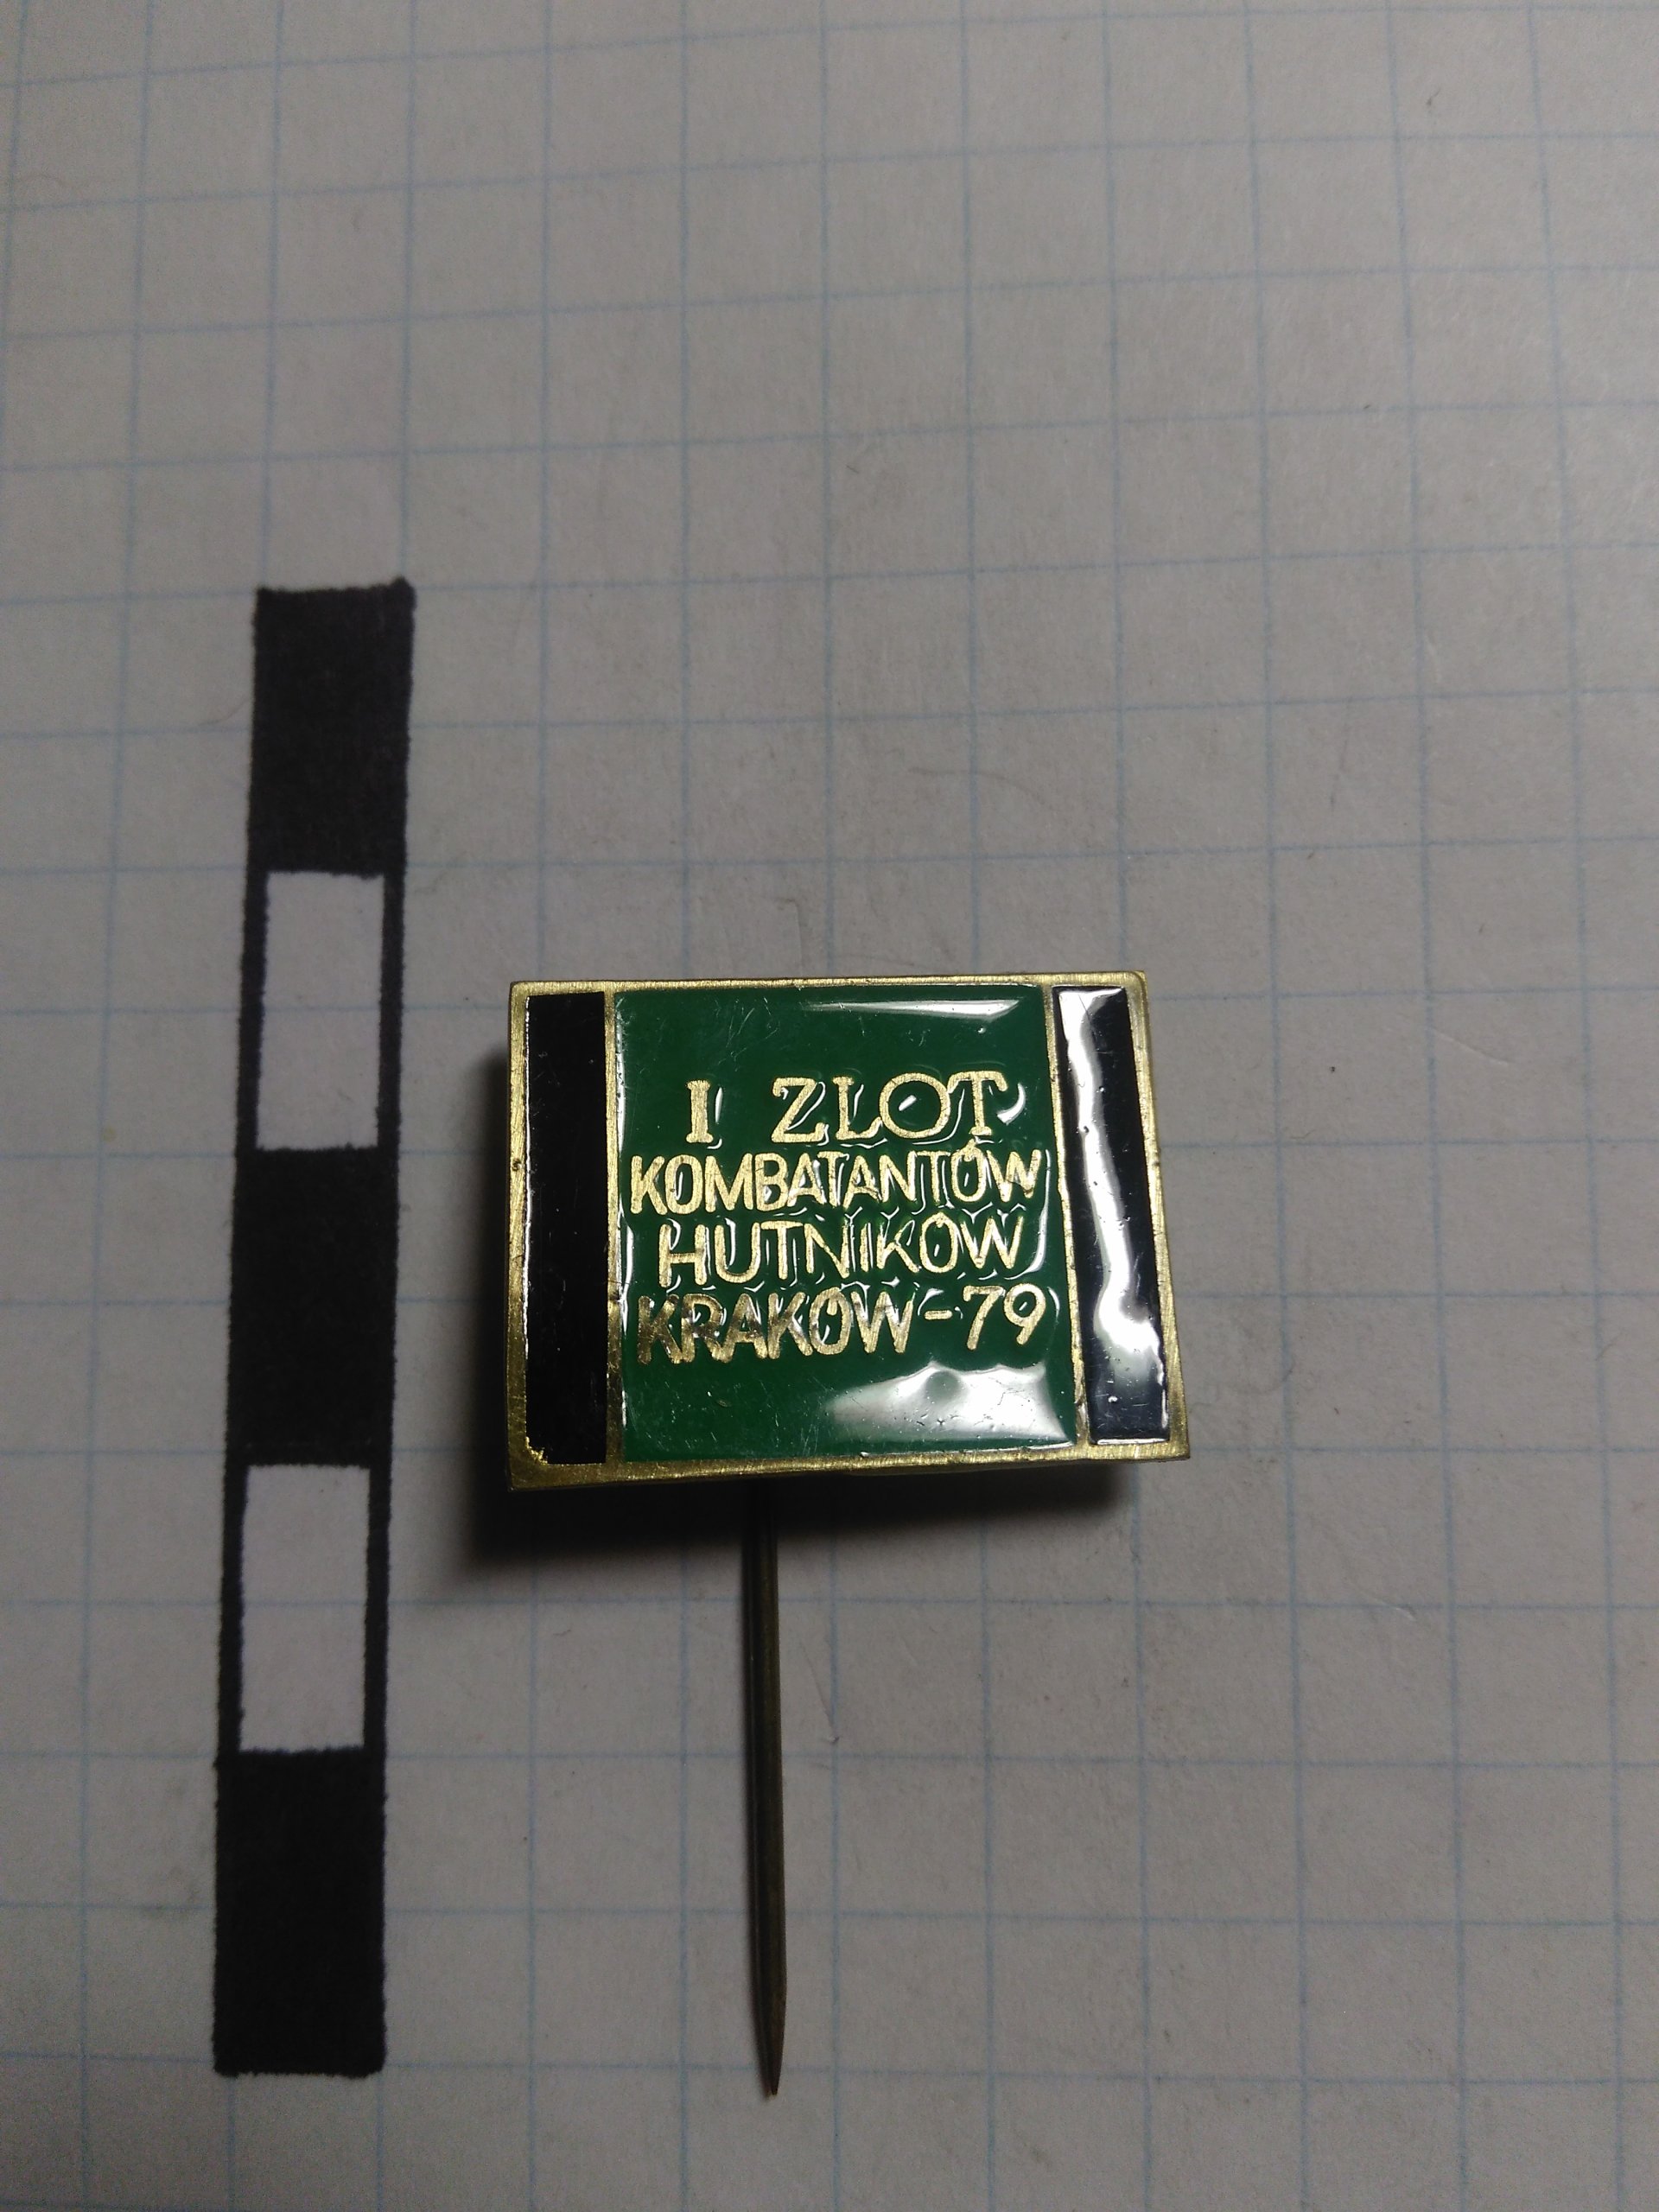 I ZLOT
KOMBATANTÓW
HUTNIKÓW
KRAKÓW-79